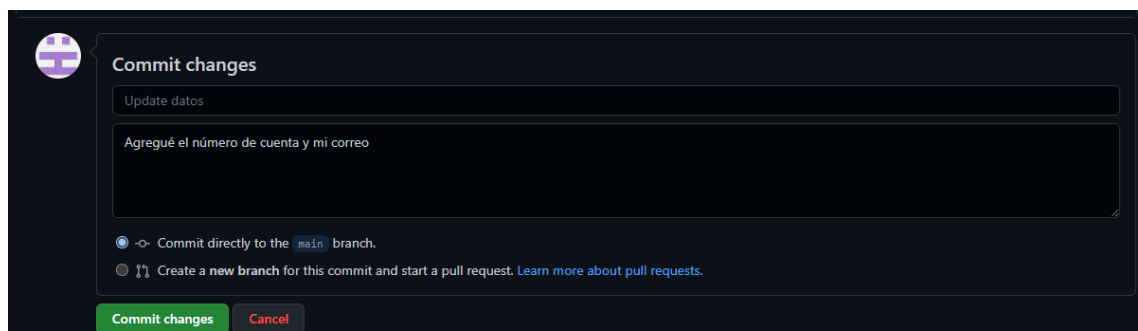 Commit changes
Update datos
Agregué el número de cuenta y mi correo
Commit directly to the main branch.
Create a new branch for this commit and start a pull request. Learn more about pull requests.
Commit changes Cancel